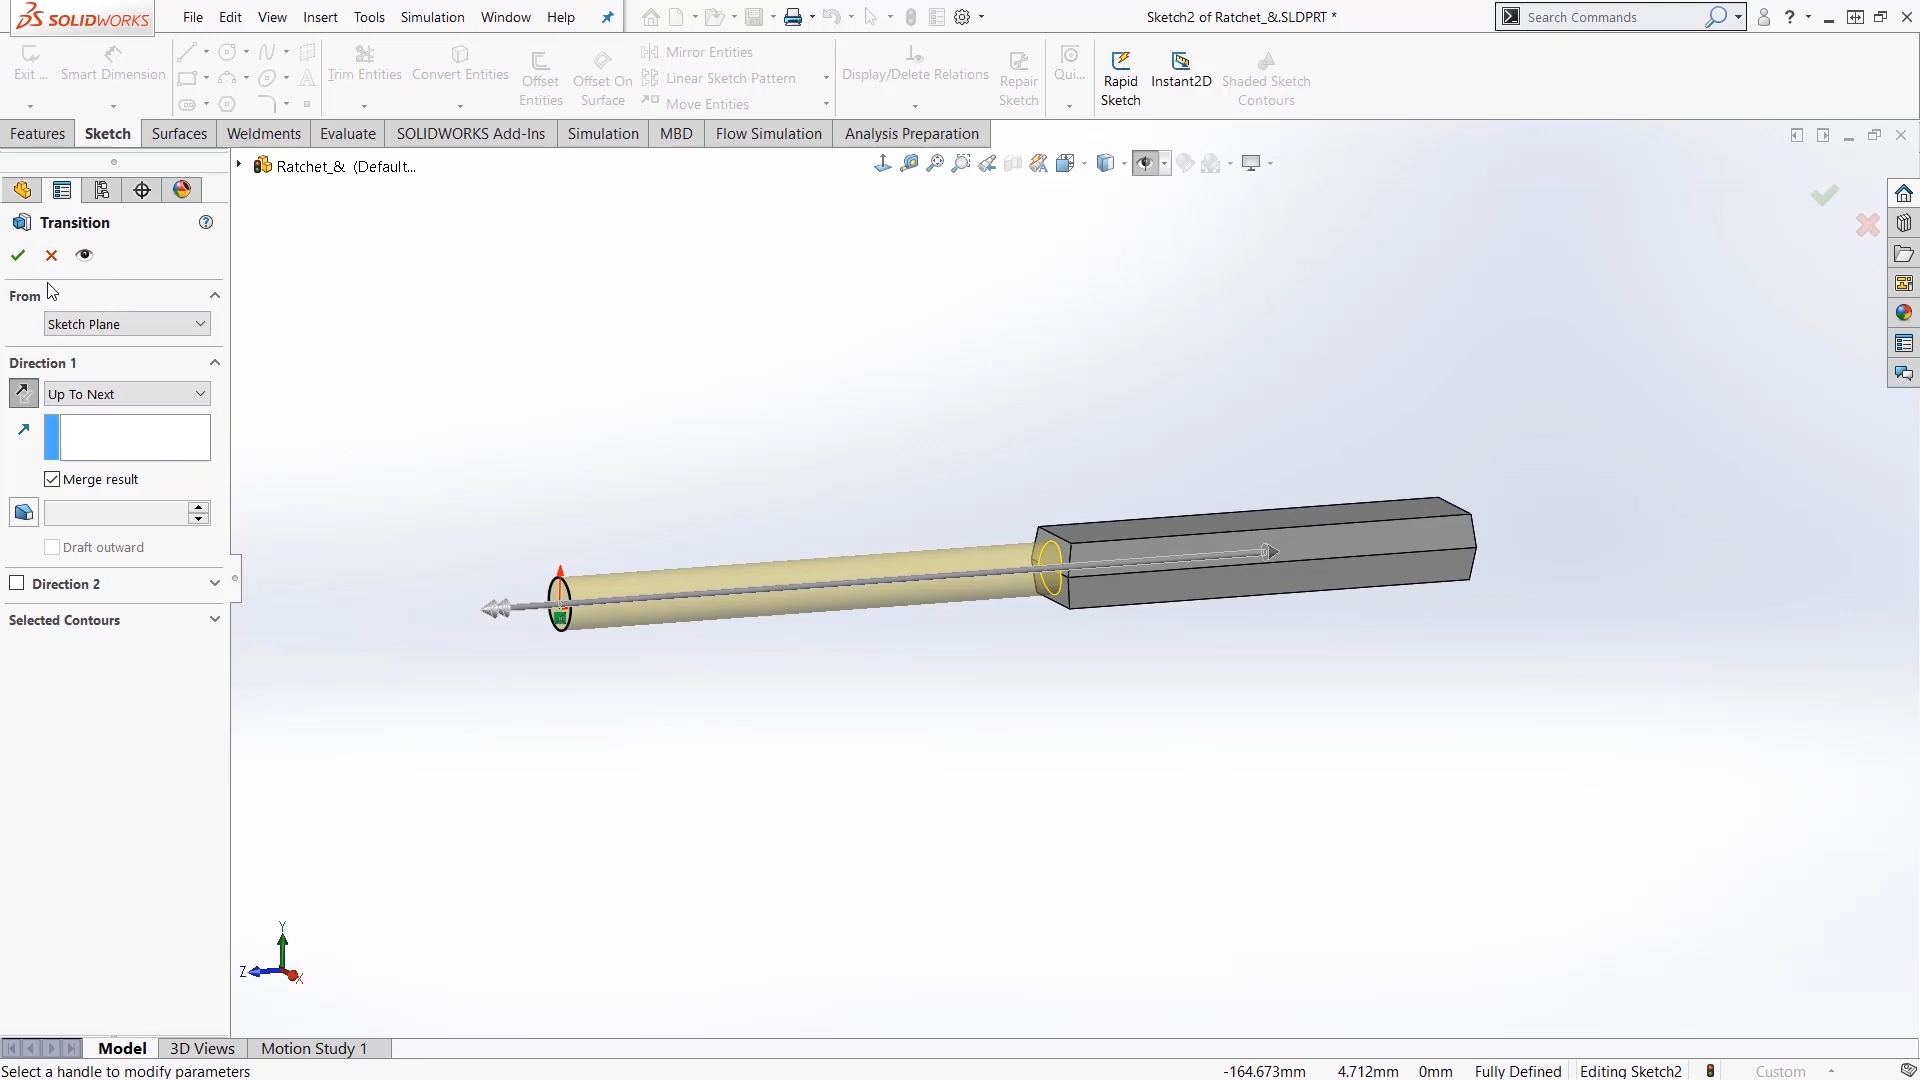 SOLIDWORKS
File Edit View Insert Tools Simulation Window Help
Sketch2 of Ratchet_&.SLDPRT *
Search Commands
Exit ...
Smart Dimension
Trim Entities
Convert Entities
Offset Entities
Offset On Surface
Mirror Entities
Linear Sketch Pattern
Move Entities
Display/Delete Relations
Repair Sketch
Qui...
Rapid Sketch
Instant2D
Shaded Sketch Contours
Features Sketch Surfaces Weldments Evaluate SOLIDWORKS Add-Ins Simulation MBD Flow Simulation Analysis Preparation
Ratchet_& (Default...
Transition
From
Sketch Plane
Direction 1
Up To Next
Merge result
Draft outward
Direction 2
Selected Contours
Y
Z
X
Model 3D Views Motion Study 1
Select a handle to modify parameters
-164.673mm 4.712mm 0mm Fully Defined Editing Sketch2 Custom